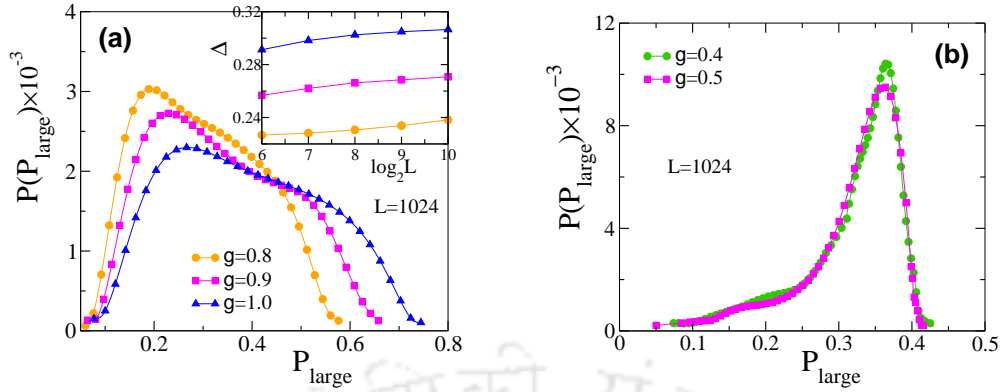 (a)
P(P_large)×10^-3
4
3
2
1
0
0.2
0.4
0.6
0.8
P_large
g=0.8
g=0.9
g=1.0
L=1024
Δ
0.32
0.28
0.24
6
7
8
9
10
log_2L
(b)
P(P_large)×10^-3
12
8
4
0
0
0.1
0.2
0.3
0.4
0.5
P_large
g=0.4
g=0.5
L=1024